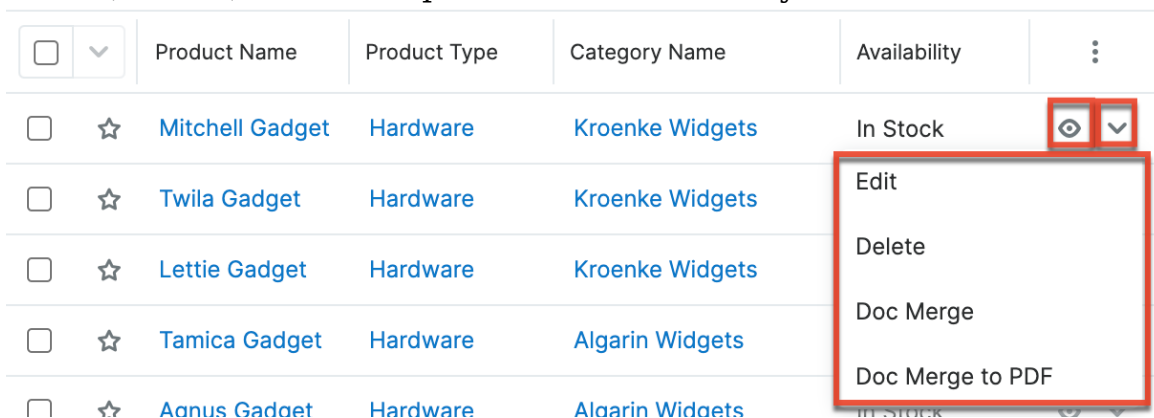 Product Name Product Type Category Name Availability
Mitchell Gadget Hardware Kroenke Widgets In Stock
Edit
Twila Gadget Hardware Kroenke Widgets
Delete
Lettie Gadget Hardware Kroenke Widgets
Doc Merge
Tamica Gadget Hardware Algarin Widgets
Doc Merge to PDF
Agnus Gadget Hardware Algarin Widgets In Stock